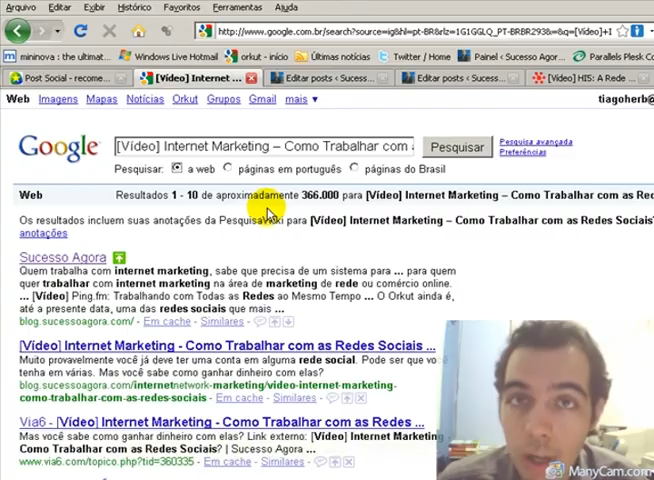 Arquivo Editar Exibir Histórico Favoritos Ferramentas Ajuda
http://www.google.com.br/search?source=ig&hl=pt-BR&rlz=1G1GGLQ_PT-BRBR293&=&q=[Vídeo]+I
mininova : the ultimat... Windows Live Hotmail orkut - início Últimas notícias Twitter / Home Painel ‹ Sucesso Ago... Parallels Plesk Co
Post Social - recome... [Vídeo] Internet ... Editar posts ‹ Sucess... Editar posts ‹ Sucess... [Vídeo] HI5: A Rede ...
Web Imagens Mapas Notícias Orkut Grupos Gmail mais ▼ tiagoherb@
Google [Vídeo] Internet Marketing – Como Trabalhar com a Pesquisar Pesquisa avançada
Preferências
Pesquisar: a web páginas em português páginas do Brasil
Web Resultados 1 - 10 de aproximadamente 366.000 para [Vídeo] Internet Marketing – Como Trabalhar com as Rec
Os resultados incluem suas anotações da PesquisaWiki para [Vídeo] Internet Marketing – Como Trabalhar com as Redes Sociais?
anotações
Sucesso Agora
Quem trabalha com internet marketing, sabe que precisa de um sistema para ... para quem
quer trabalhar com internet marketing na área de marketing de rede ou comércio online.
... [Vídeo] Ping.fm: Trabalhando com Todas as Redes ao Mesmo Tempo ... O Orkut ainda é,
até a presente data, uma das redes sociais que mais ...
blog.sucessoagora.com/ - Em cache - Similares -
[Vídeo] Internet Marketing - Como Trabalhar com as Redes Sociais ...
Muito provavelmente você já deve ter uma conta em alguma rede social. Pode ser que vo
tenha em várias. Mas você sabe como ganhar dinheiro com elas?
blog.sucessoagora.com/internetnetwork-marketing/video-internet-marketing-
como-trabalhar-com-as-redes-sociais - Em cache - Similares -
Via6 - [Vídeo] Internet Marketing - Como Trabalhar com as Redes ...
Mas você sabe como ganhar dinheiro com elas? Link externo: [Vídeo] Internet Marketing
Como Trabalhar com as Redes Sociais? | Sucesso Agora ...
www.via6.com/topico.php?tid=360335 - Em cache - Similares -
ManyCam.com